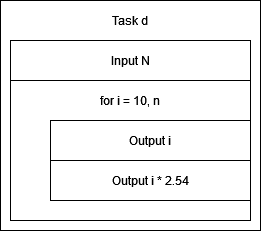 Task d
Input N
for i = 10, n
Output i
Output i * 2.54